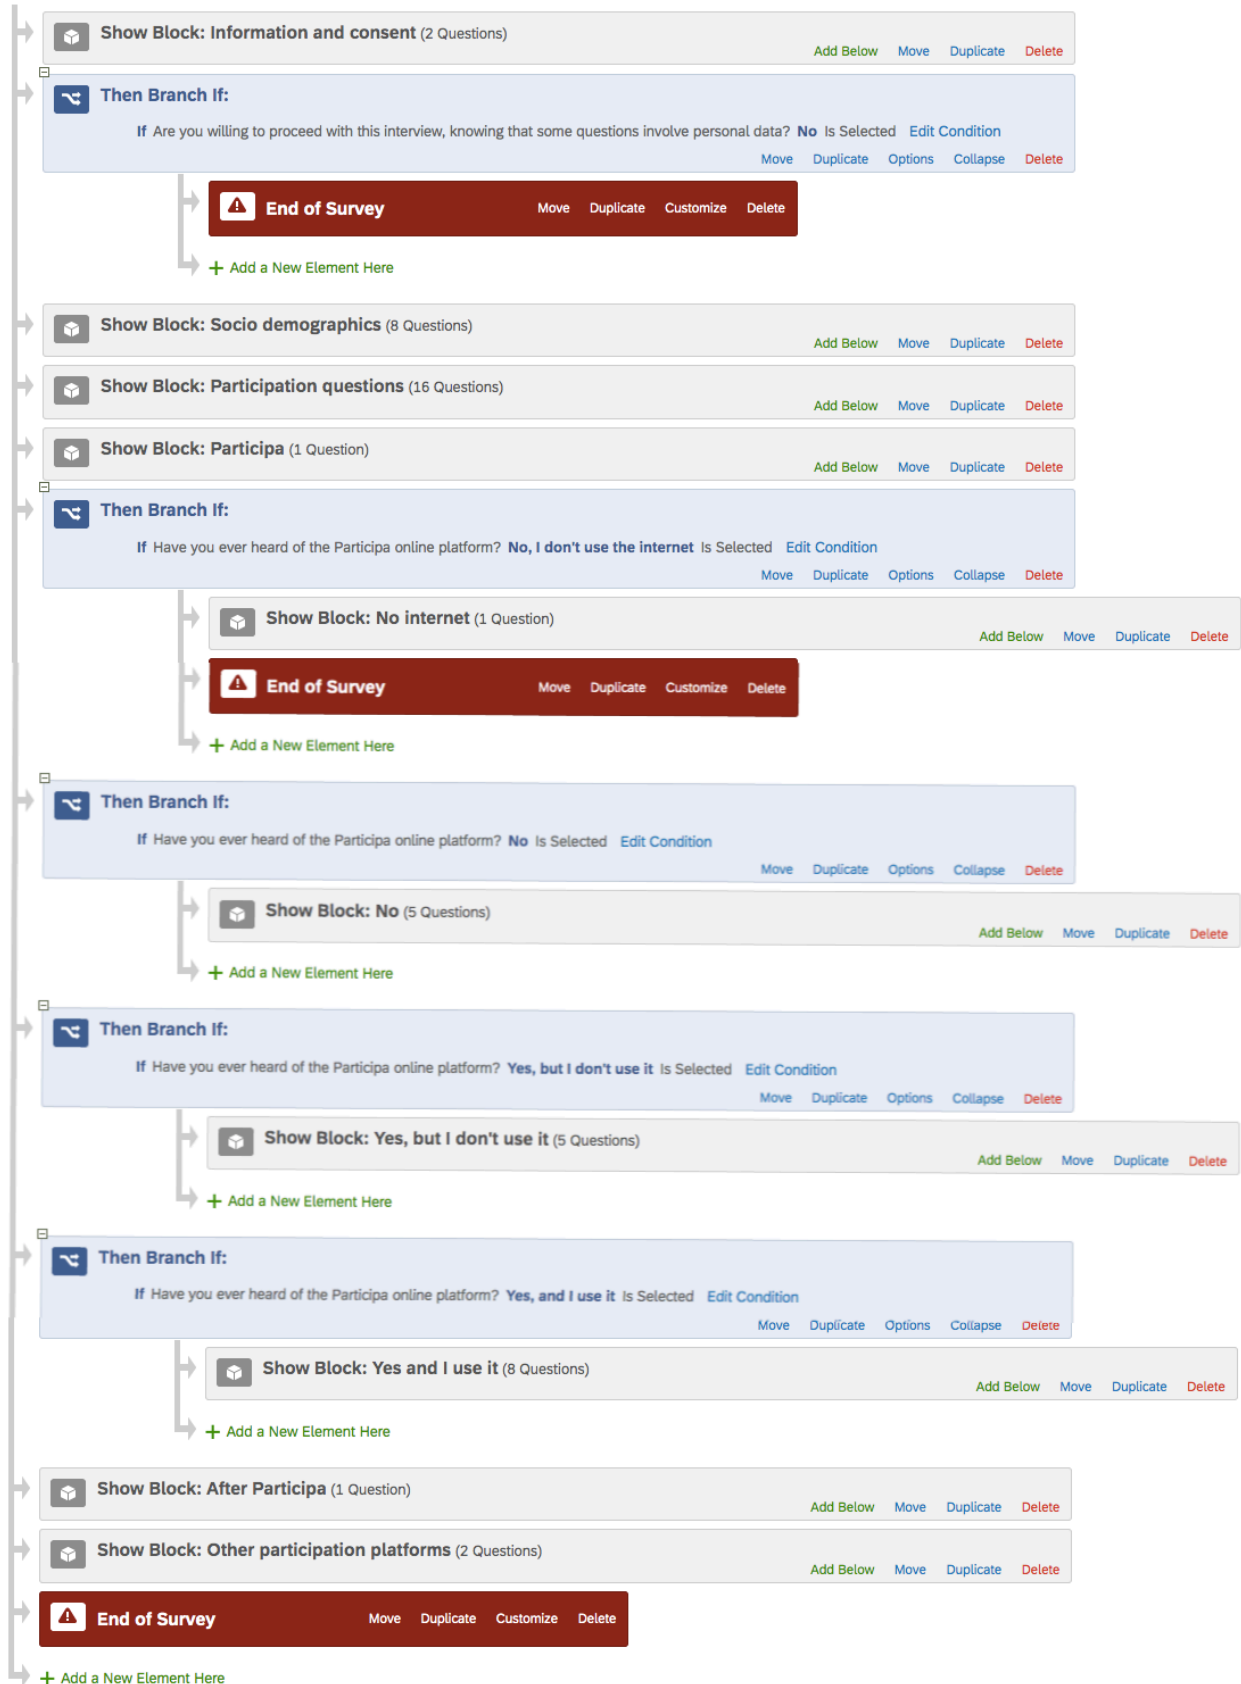 Show Block: Information and consent (2 Questions)
Add Below Move Duplicate Delete
Then Branch If:
If Are you willing to proceed with this interview, knowing that some questions involve personal data? No Is Selected Edit Condition
Move Duplicate Options Collapse Delete
End of Survey Move Duplicate Customize Delete
+ Add a New Element Here
Show Block: Socio demographics (8 Questions)
Add Below Move Duplicate Delete
Show Block: Participation questions (16 Questions)
Add Below Move Duplicate Delete
Show Block: Participa (1 Question)
Add Below Move Duplicate Delete
Then Branch If:
If Have you ever heard of the Participa online platform? No, I don't use the internet Is Selected Edit Condition
Move Duplicate Options Collapse Delete
Show Block: No internet (1 Question)
Add Below Move Duplicate Delete
End of Survey Move Duplicate Customize Delete
+ Add a New Element Here
Then Branch If:
If Have you ever heard of the Participa online platform? No Is Selected Edit Condition
Move Duplicate Options Collapse Delete
Show Block: No (5 Questions)
Add Below Move Duplicate Delete
+ Add a New Element Here
Then Branch If:
If Have you ever heard of the Participa online platform? Yes, but I don't use it Is Selected Edit Condition
Move Duplicate Options Collapse Delete
Show Block: Yes, but I don't use it (5 Questions)
Add Below Move Duplicate Delete
+ Add a New Element Here
Then Branch If:
If Have you ever heard of the Participa online platform? Yes, and I use it Is Selected Edit Condition
Move Duplicate Options Collapse Delete
Show Block: Yes and I use it (8 Questions)
Add Below Move Duplicate Delete
+ Add a New Element Here
Show Block: After Participa (1 Question)
Add Below Move Duplicate Delete
Show Block: Other participation platforms (2 Questions)
Add Below Move Duplicate Delete
End of Survey Move Duplicate Customize Delete
+ Add a New Element Here